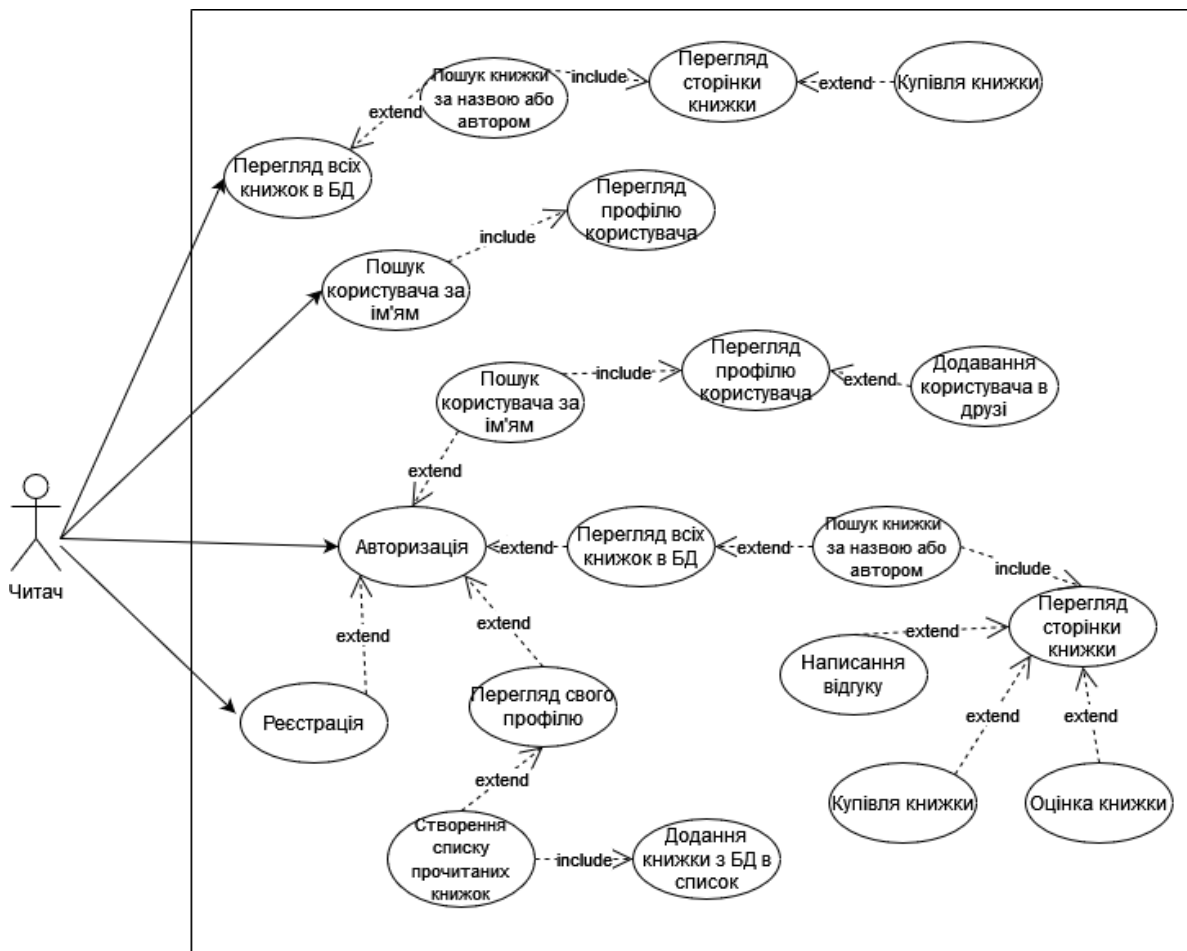 Пошук книжки
за назвою або
автором
include
Перегляд
сторінки
книжки
extend
Купівля книжки
extend
Перегляд всіх
книжок в БД
Перегляд
профілю
користувача
include
Пошук
користувача за
ім'ям
Пошук
користувача за
ім'ям
include
Перегляд
профілю
користувача
extend
Додавання
користувача в
друзі
extend
Читач
Авторизація
extend
Перегляд всіх
книжок в БД
extend
Пошук книжки
за назвою або
автором
include
Перегляд
сторінки
книжки
extend
extend
extend
Написання
відгуку
Реєстрація
Перегляд свого
профілю
extend
extend
extend
Купівля книжки
Оцінка книжки
Створення
списку
прочитаних
книжок
include
Додання
книжки з БД в
список